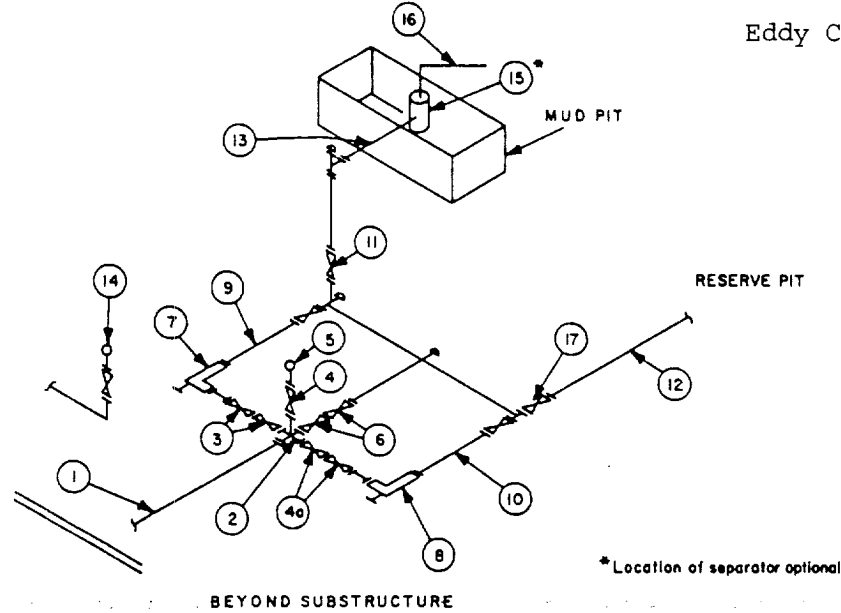 16
Eddy C
15 *
MUD PIT
13
11
14
RESERVE PIT
9
7
5
17
4
12
3
6
1
2
4a
10
8
*Location of separator optional
BEYOND SUBSTRUCTURE